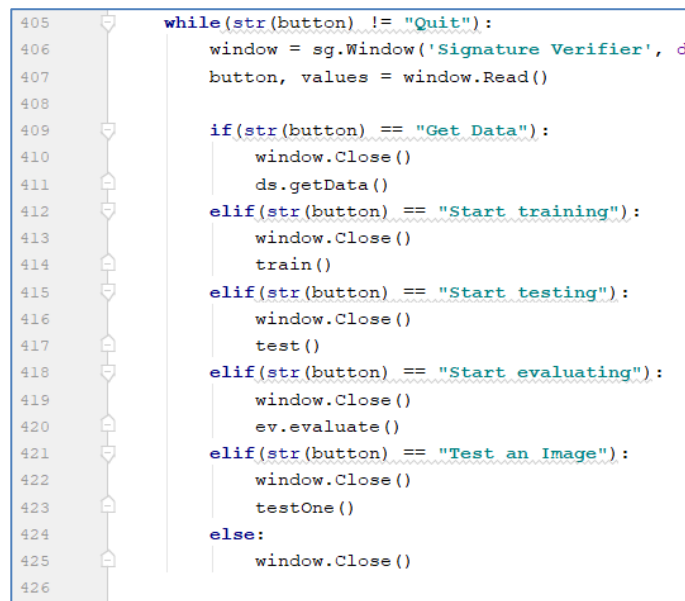 405 while(str(button) != "Quit"):
406 window = sg.Window('Signature Verifier', d
407 button, values = window.Read()
408
409 if(str(button) == "Get Data"):
410 window.Close()
411 ds.getData()
412 elif(str(button) == "Start training"):
413 window.Close()
414 train()
415 elif(str(button) == "Start testing"):
416 window.Close()
417 test()
418 elif(str(button) == "Start evaluating"):
419 window.Close()
420 ev.evaluate()
421 elif(str(button) == "Test an Image"):
422 window.Close()
423 testOne()
424 else:
425 window.Close()
426